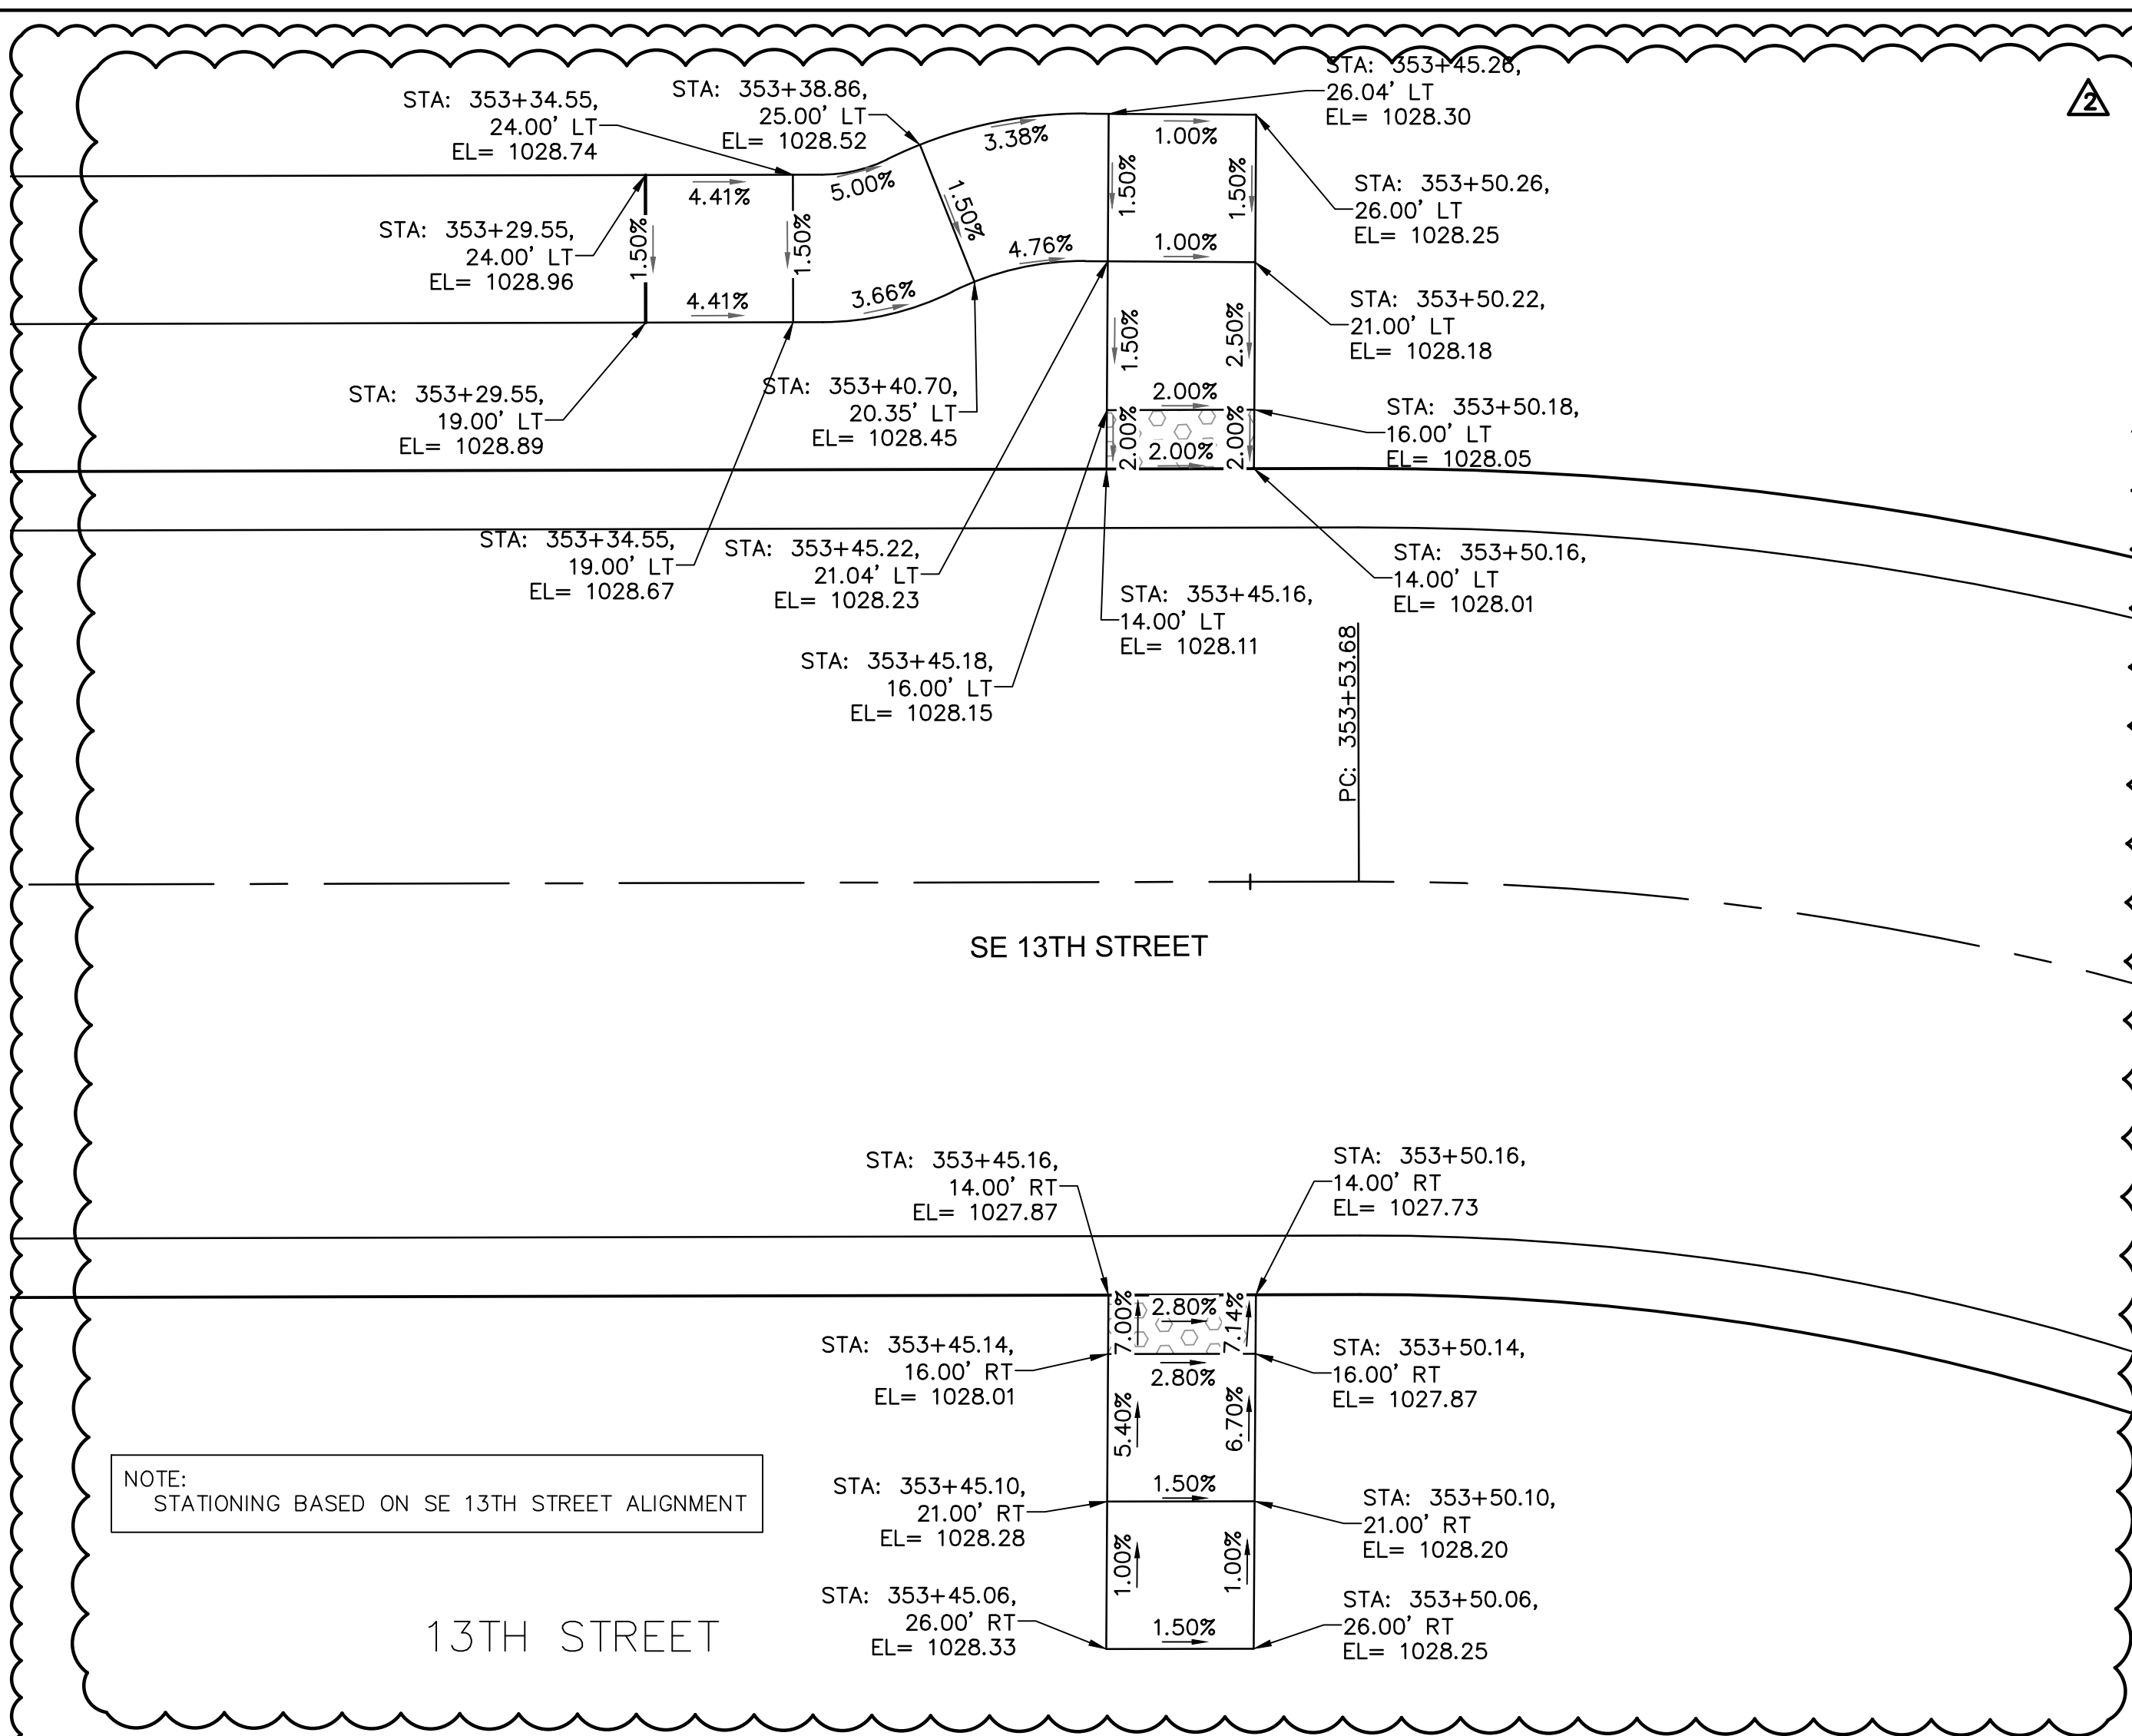 STA: 353+45.26,
26.04' LT
EL= 1028.30
2
STA: 353+38.86,
25.00' LT
EL= 1028.52
STA: 353+34.55,
24.00' LT
EL= 1028.74
3.38%
1.00%
4.41%
5.00%
1.50%
1.50%
1.50%
STA: 353+50.26,
26.00' LT
EL= 1028.25
STA: 353+29.55,
24.00' LT
EL= 1028.96
1.50%
1.50%
4.76%
1.00%
4.41%
3.66%
STA: 353+50.22,
21.00' LT
EL= 1028.18
1.50%
2.50%
STA: 353+29.55,
19.00' LT
EL= 1028.89
STA: 353+40.70,
20.35' LT
EL= 1028.45
2.00%
2.00%
2.00%
2.00%
STA: 353+50.18,
16.00' LT
EL= 1028.05
STA: 353+34.55,
19.00' LT
EL= 1028.67
STA: 353+45.22,
21.04' LT
EL= 1028.23
STA: 353+45.16,
14.00' LT
EL= 1028.11
STA: 353+50.16,
14.00' LT
EL= 1028.01
STA: 353+45.18,
16.00' LT
EL= 1028.15
PC: 353+53.68
SE 13TH STREET
STA: 353+45.16,
14.00' RT
EL= 1027.87
STA: 353+50.16,
14.00' RT
EL= 1027.73
7.00%
2.80%
7.14%
STA: 353+45.14,
16.00' RT
EL= 1028.01
2.80%
STA: 353+50.14,
16.00' RT
EL= 1027.87
5.40%
6.70%
NOTE:
STATIONING BASED ON SE 13TH STREET ALIGNMENT
STA: 353+45.10,
21.00' RT
EL= 1028.28
1.50%
STA: 353+50.10,
21.00' RT
EL= 1028.20
1.00%
1.00%
13TH STREET
STA: 353+45.06,
26.00' RT
EL= 1028.33
1.50%
STA: 353+50.06,
26.00' RT
EL= 1028.25